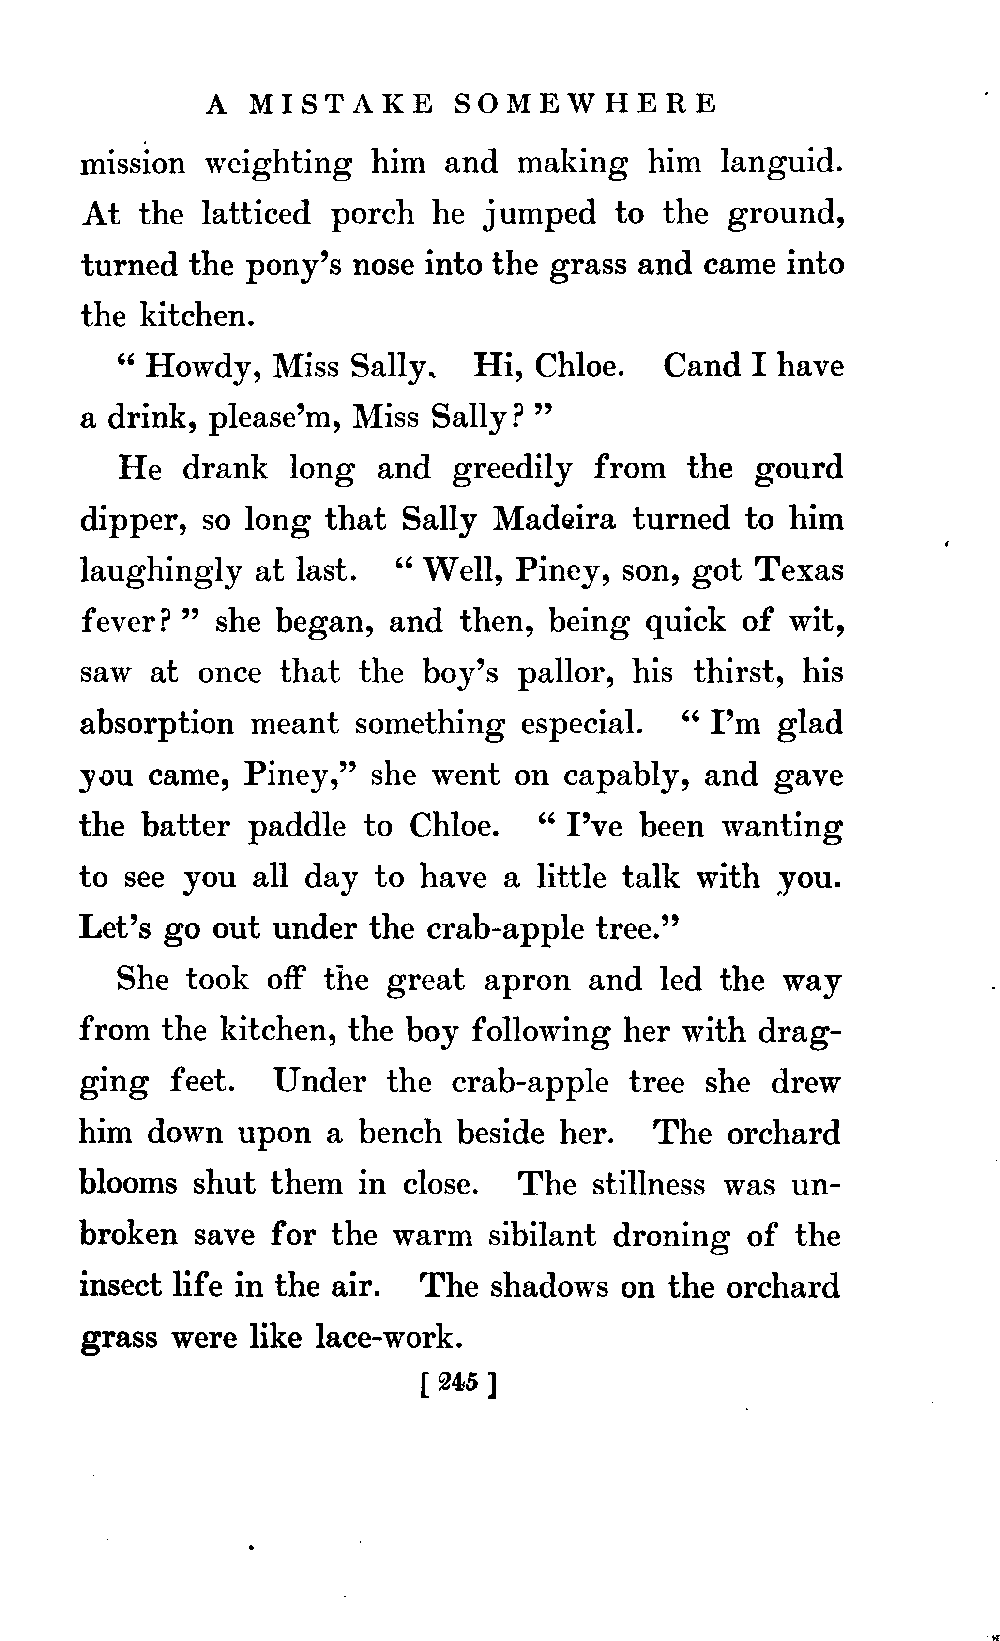 A MISTAKE SOMEWHERE
mission weighting him and making him languid.
At the latticed porch he jumped to the ground,
turned the pony's nose into the grass and came into
the kitchen.
“ Howdy, Miss Sally. Hi, Chloe. Cand I have
a drink, please'm, Miss Sally? ”
He drank long and greedily from the gourd
dipper, so long that Sally Madeira turned to him
laughingly at last. “ Well, Piney, son, got Texas
fever? ” she began, and then, being quick of wit,
saw at once that the boy's pallor, his thirst, his
absorption meant something especial. “ I'm glad
you came, Piney,” she went on capably, and gave
the batter paddle to Chloe. “ I've been wanting
to see you all day to have a little talk with you.
Let's go out under the crab-apple tree.”
She took off the great apron and led the way
from the kitchen, the boy following her with drag-
ging feet. Under the crab-apple tree she drew
him down upon a bench beside her. The orchard
blooms shut them in close. The stillness was un-
broken save for the warm sibilant droning of the
insect life in the air. The shadows on the orchard
grass were like lace-work.
[ 245 ]